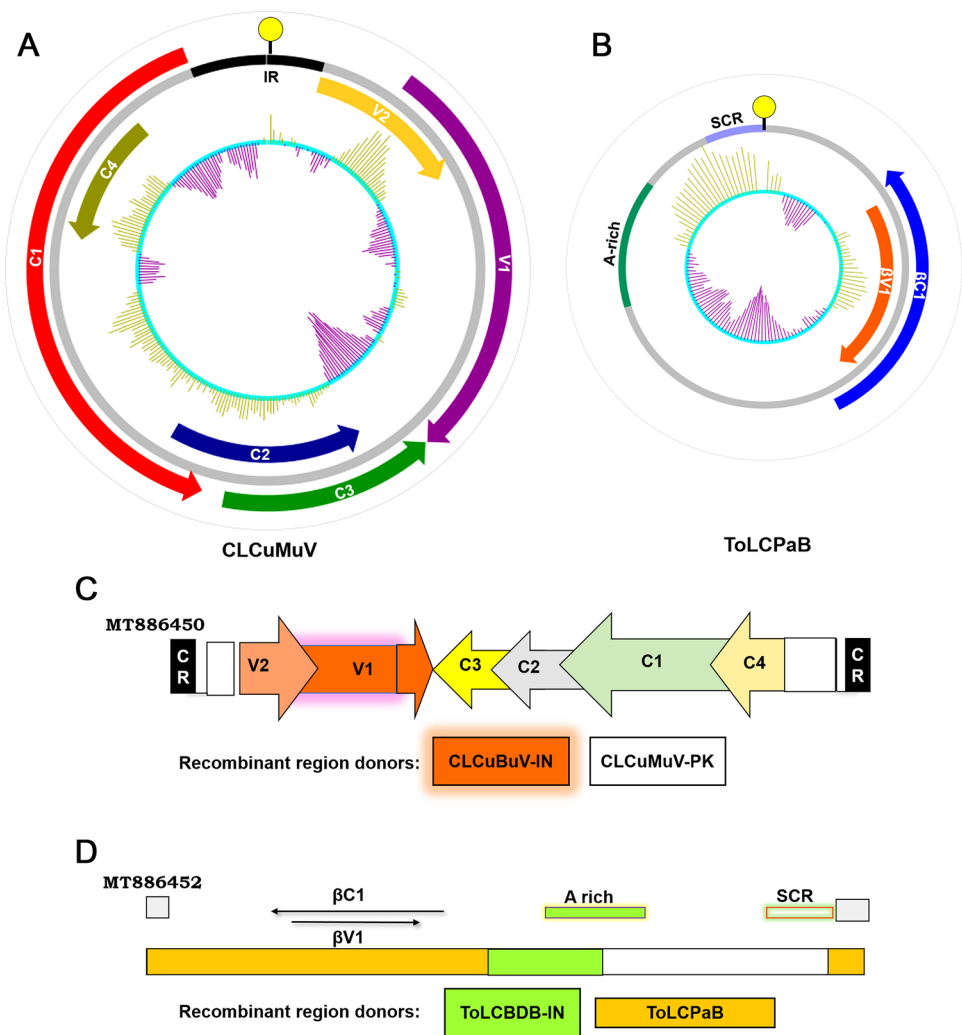 A
IR
V2
C4
C1
V1
C2
C3
CLCuMuV
B
SCR
A-rich
βV1
βC1
ToLCPaB
C
MT886450
C
R
V2
V1
C3
C2
C1
C4
C
R
Recombinant region donors:
CLCuBuV-IN
CLCuMuV-PK
D
MT886452
βC1
βV1
A rich
SCR
Recombinant region donors:
ToLCBDB-IN
ToLCPaB